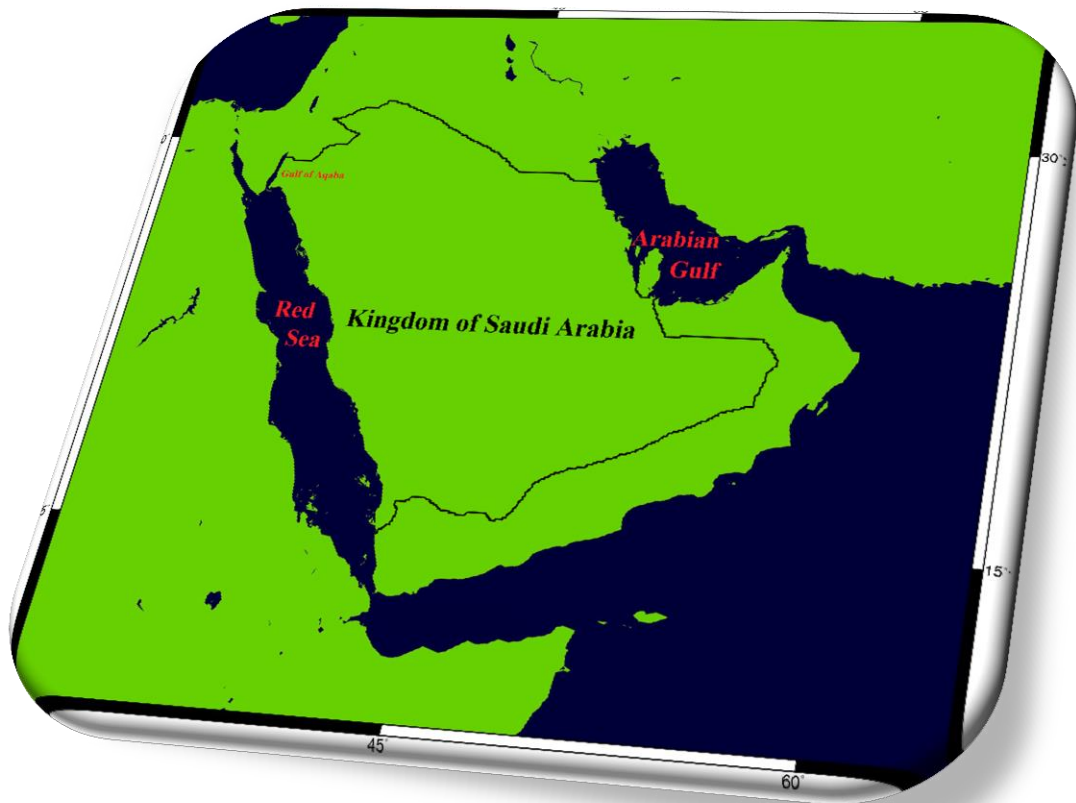 30°
Gulf of Aqaba
Arabian
Gulf
Red
Sea
Kingdom of Saudi Arabia
15°
45°
60°